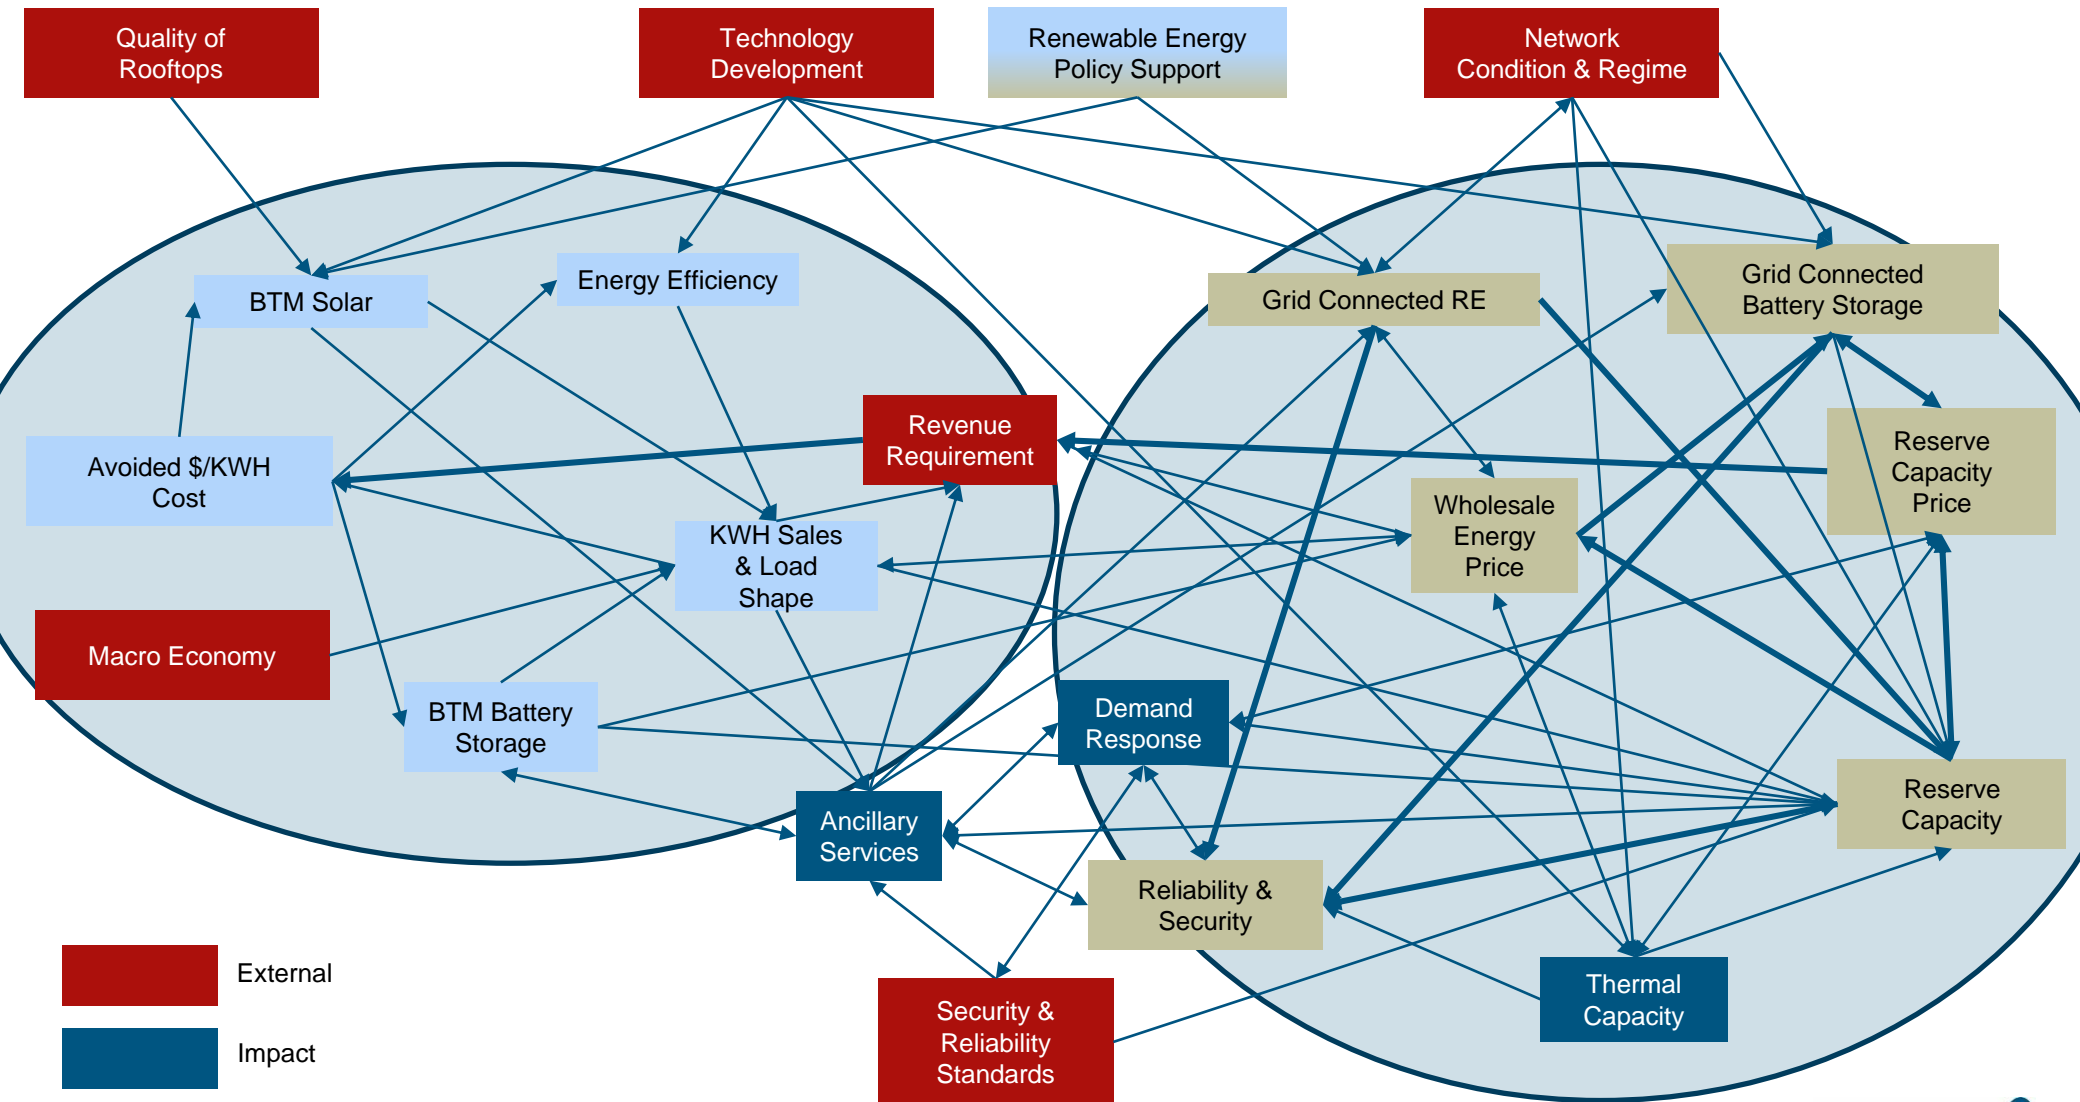 Quality of
Rooftops
Technology
Development
Renewable Energy
Policy Support
Network
Condition & Regime
BTM Solar
Energy Efficiency
Grid Connected RE
Grid Connected
Battery Storage
Avoided $/KWH
Cost
Revenue
Requirement
Reserve
Capacity
Price
Wholesale
Energy
Price
KWH Sales
& Load
Shape
Macro Economy
BTM Battery
Storage
Demand
Response
Ancillary
Services
Reserve
Capacity
Reliability &
Security
Thermal
Capacity
Security &
Reliability
Standards
External
Impact